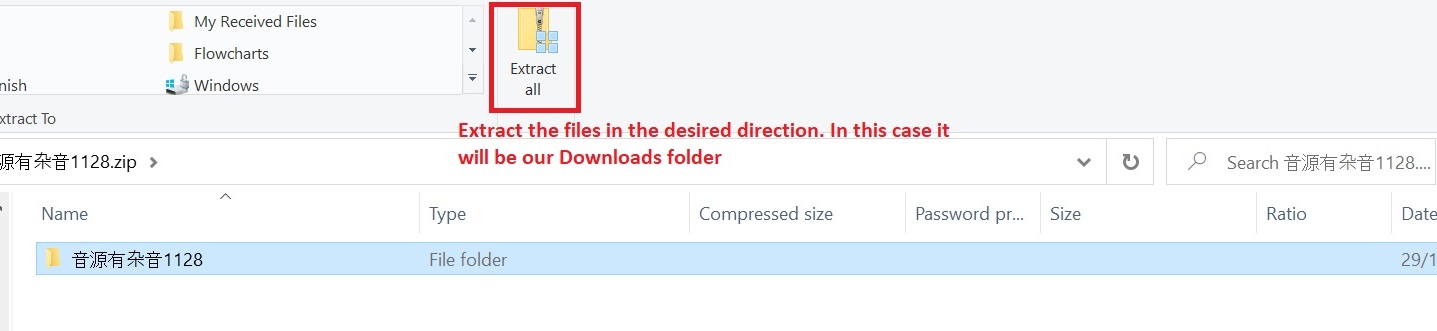 My Received Files
Flowcharts
nish
Windows
Extract
all
xtract To
Extract the files in the desired direction. In this case it
will be our Downloads folder
源有杂音1128.zip
Search 音源有杂音1128....
Name
Type
Compressed size
Password pr...
Size
Ratio
Date
音源有杂音1128
File folder
29/1